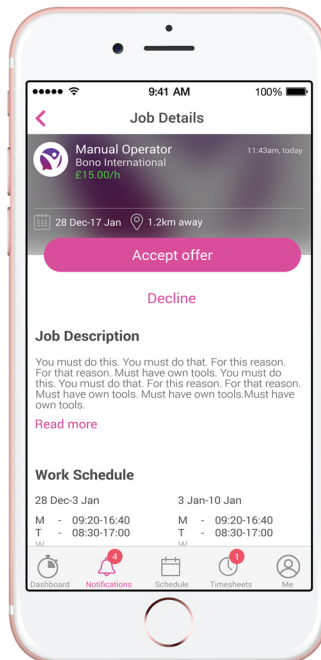 9:41 AM
100%
Job Details
Manual Operator
11:43am, today
Bono International
£15.00/h
28 Dec-17 Jan
1.2km away
Accept offer
Decline
Job Description
You must do this. You must do that. For this reason.
For that reason. Must have own tools. You must do
this. You must do that. For this reason. For that reason.
Must have own tools. Must have own tools.Must have
own tools.
Read more
Work Schedule
28 Dec-3 Jan
3 Jan-10 Jan
M - 09:20-16:40
M - 09:20-16:40
T - 08:30-17:00
T - 08:30-17:00
4
1
Dashboard
Notifications
Schedule
Timesheets
Me